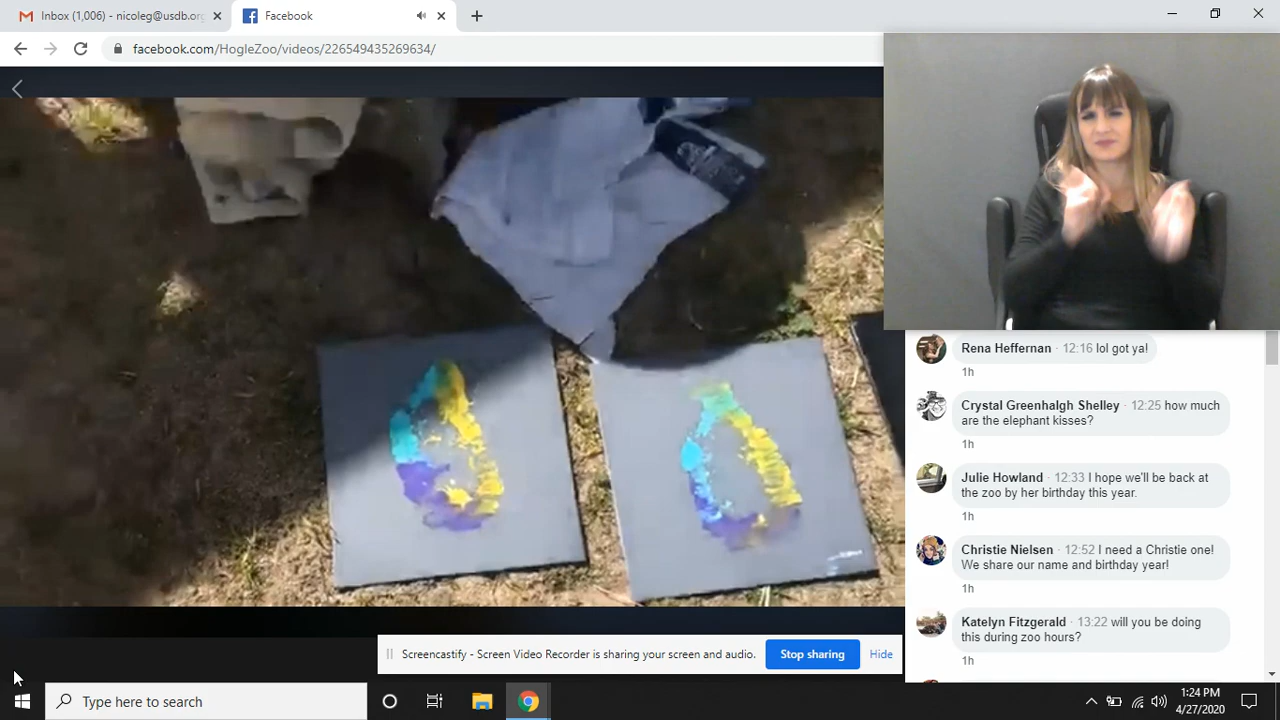 Inbox (1,006) - nicoleg@usdb.org
Facebook
facebook.com/HogleZoo/videos/226549435269634/
Rena Heffernan · 12:16 lol got ya!
1h
Crystal Greenhalgh Shelley · 12:25 how much
are the elephant kisses?
1h
Julie Howland · 12:33 I hope we'll be back at
the zoo by her birthday this year.
1h
Christie Nielsen · 12:52 I need a Christie one!
We share our name and birthday year!
1h
Katelyn Fitzgerald · 13:22 will you be doing
this during zoo hours?
1h
Screencastify - Screen Video Recorder is sharing your screen and audio.
Stop sharing
Hide
Type here to search
1:24 PM
4/27/2020